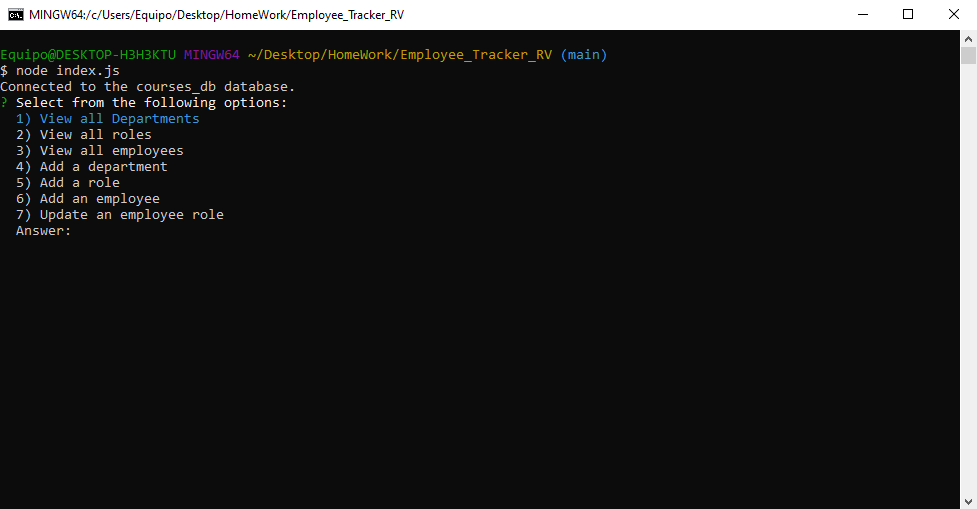 MINGW64:/c/Users/Equipo/Desktop/HomeWork/Employee_Tracker_RV
Equipo@DESKTOP-H3H3KTU MINGW64 ~/Desktop/HomeWork/Employee_Tracker_RV (main)
$ node index.js
Connected to the courses_db database.
? Select from the following options:
1) View all Departments
2) View all roles
3) View all employees
4) Add a department
5) Add a role
6) Add an employee
7) Update an employee role
Answer: